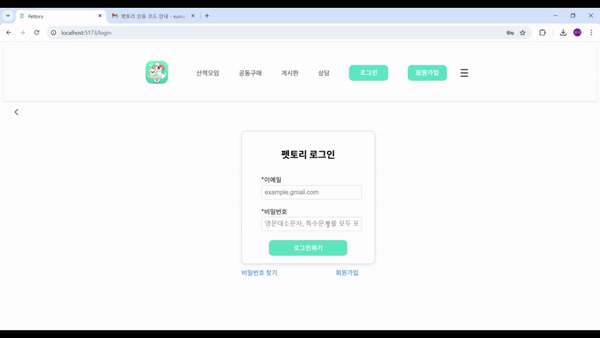 Pettory
펫토리 인증 코드 안내 -
localhost:5173/login
산책모임 공동구매 게시판 상담 로그인 회원가입
펫토리 로그인
*이메일
example.gmail.com
*비밀번호
영문대소문자, 특수문자를 모두 포
로그인하기
비밀번호 찾기 회원가입